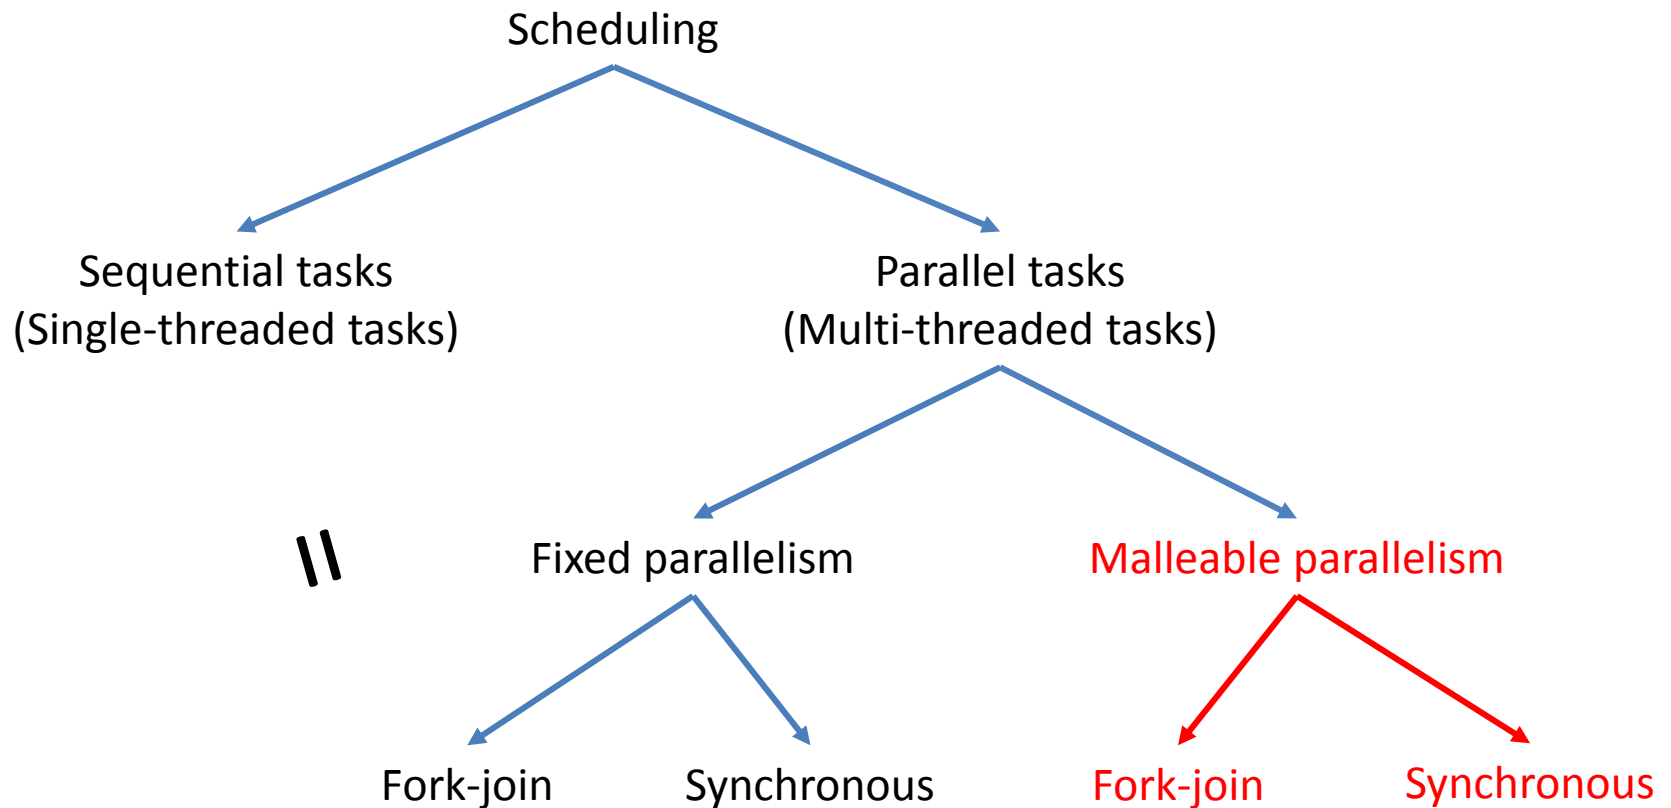 Scheduling
Sequential tasks
(Single-threaded tasks)
Parallel tasks
(Multi-threaded tasks)
Fixed parallelism
Malleable parallelism
Fork-join
Synchronous
Fork-join
Synchronous